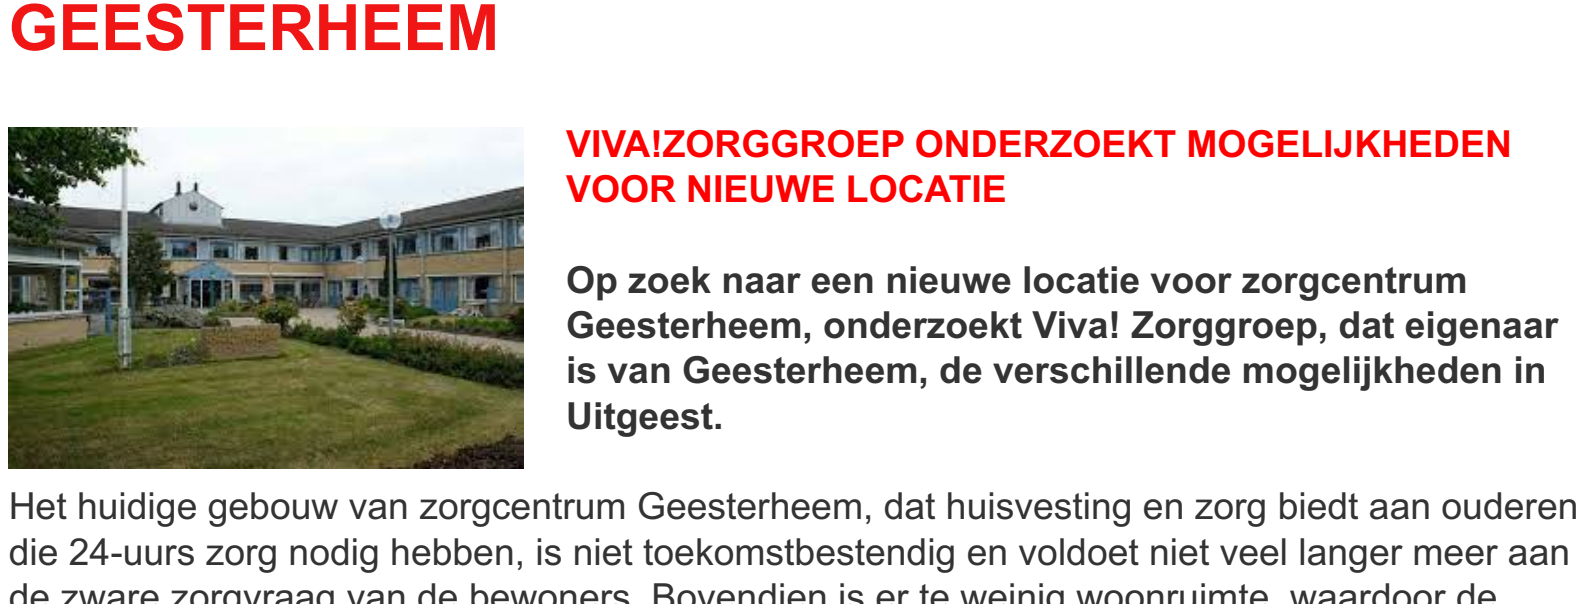 GEESTERHEEM
VIVA!ZORGGROEP ONDERZOEKT MOGELIJKHEDEN
VOOR NIEUWE LOCATIE
Op zoek naar een nieuwe locatie voor zorgcentrum
Geesterheem, onderzoekt Viva! Zorggroep, dat eigenaar
is van Geesterheem, de verschillende mogelijkheden in
Uitgeest.
Het huidige gebouw van zorgcentrum Geesterheem, dat huisvesting en zorg biedt aan ouderen
die 24-uurs zorg nodig hebben, is niet toekomstbestendig en voldoet niet veel langer meer aan
de zware zorgvraag van de bewoners. Bovendien is er te weinig woonruimte, waardoor de